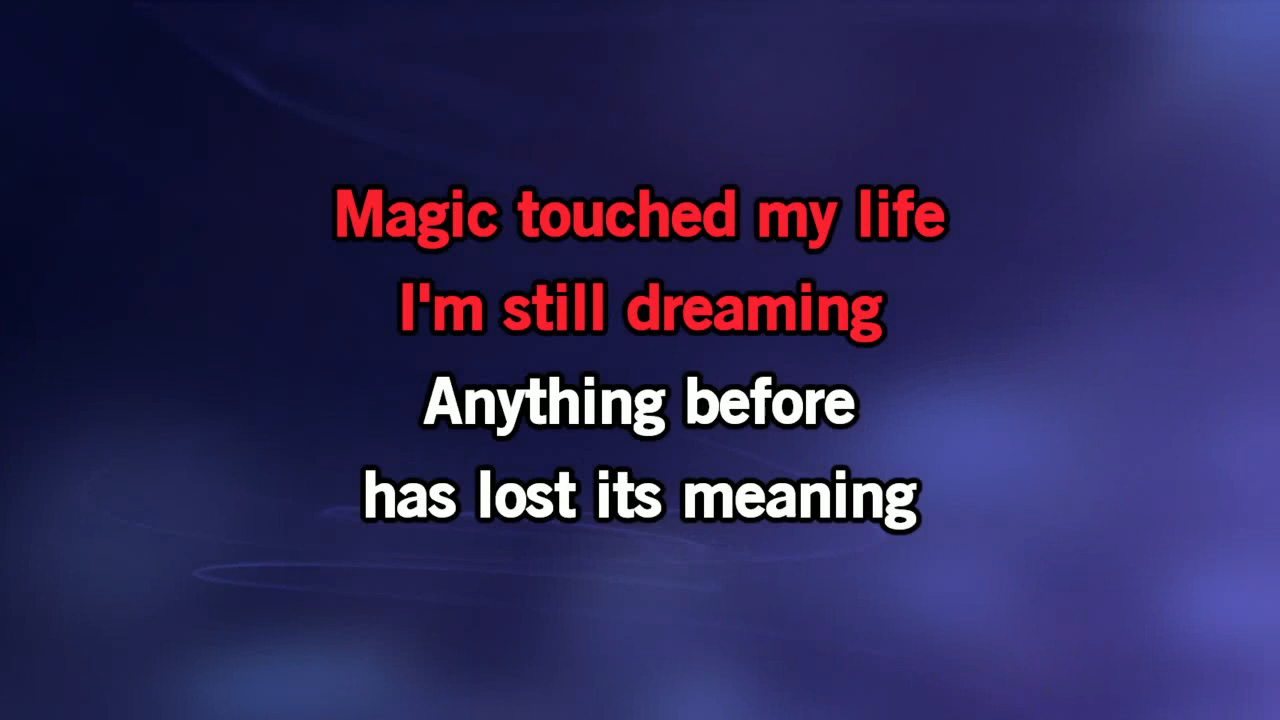 Magic touched my life
I'm still dreaming
Anything before
has lost its meaning